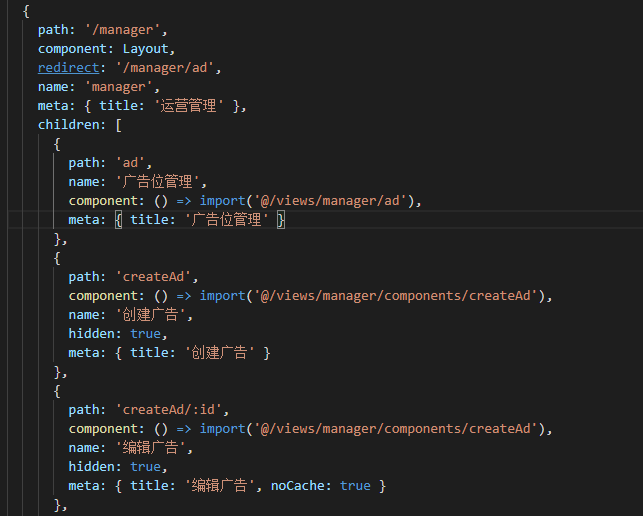 {
path: '/manager',
component: Layout,
redirect: '/manager/ad',
name: 'manager',
meta: { title: '运营管理' },
children: [
{
path: 'ad',
name: '广告位管理',
component: () => import('@/views/manager/ad'),
meta: { title: '广告位管理' }
},
{
path: 'createAd',
component: () => import('@/views/manager/components/createAd'),
name: '创建广告',
hidden: true,
meta: { title: '创建广告' }
},
{
path: 'createAd/:id',
component: () => import('@/views/manager/components/createAd'),
name: '编辑广告',
hidden: true,
meta: { title: '编辑广告', noCache: true }
},